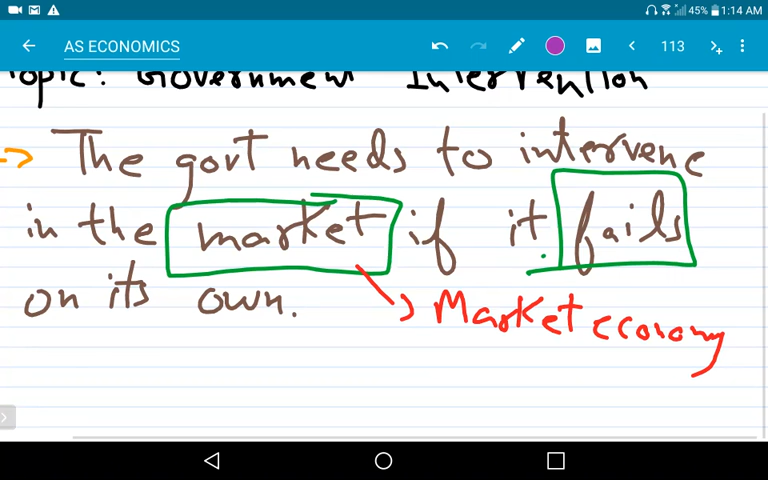 45% 1:14 AM
AS ECONOMICS 113
Topic: Government Intervention
The govt needs to intervene
in the market if it fails
on its own.
Market economy